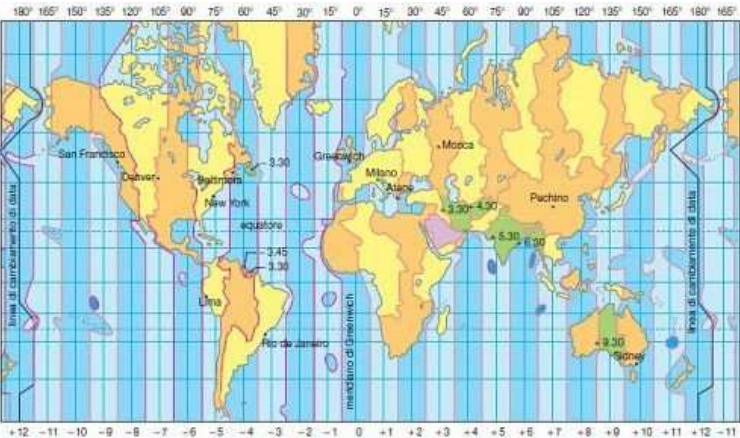 180° 165° 150° 135° 120° 105° 90° 75° 60° 45° 30° 15° 0° 15° 30° 45° 60° 75° 90° 105° 120° 135° 150° 165° 180° 165°
San Francisco
Denver
Baltimora
New York
- 3.30
Greenwich
Milano
Atene
Mosca
+ 3.30
+ 4.30
Pechino
+ 5.30
+ 6.30
equatore
- 3.45
- 3.30
Lima
Rio de Janeiro
+ 9.30
Sidney
linea di cambiamento di data
meridiano di Greenwich
linea di cambiamento di data
+12 -11 -10 -9 -8 -7 -6 -5 -4 -3 -2 -1 0 +1 +2 +3 +4 +5 +6 +7 +8 +9 +10 +11 +12 -11